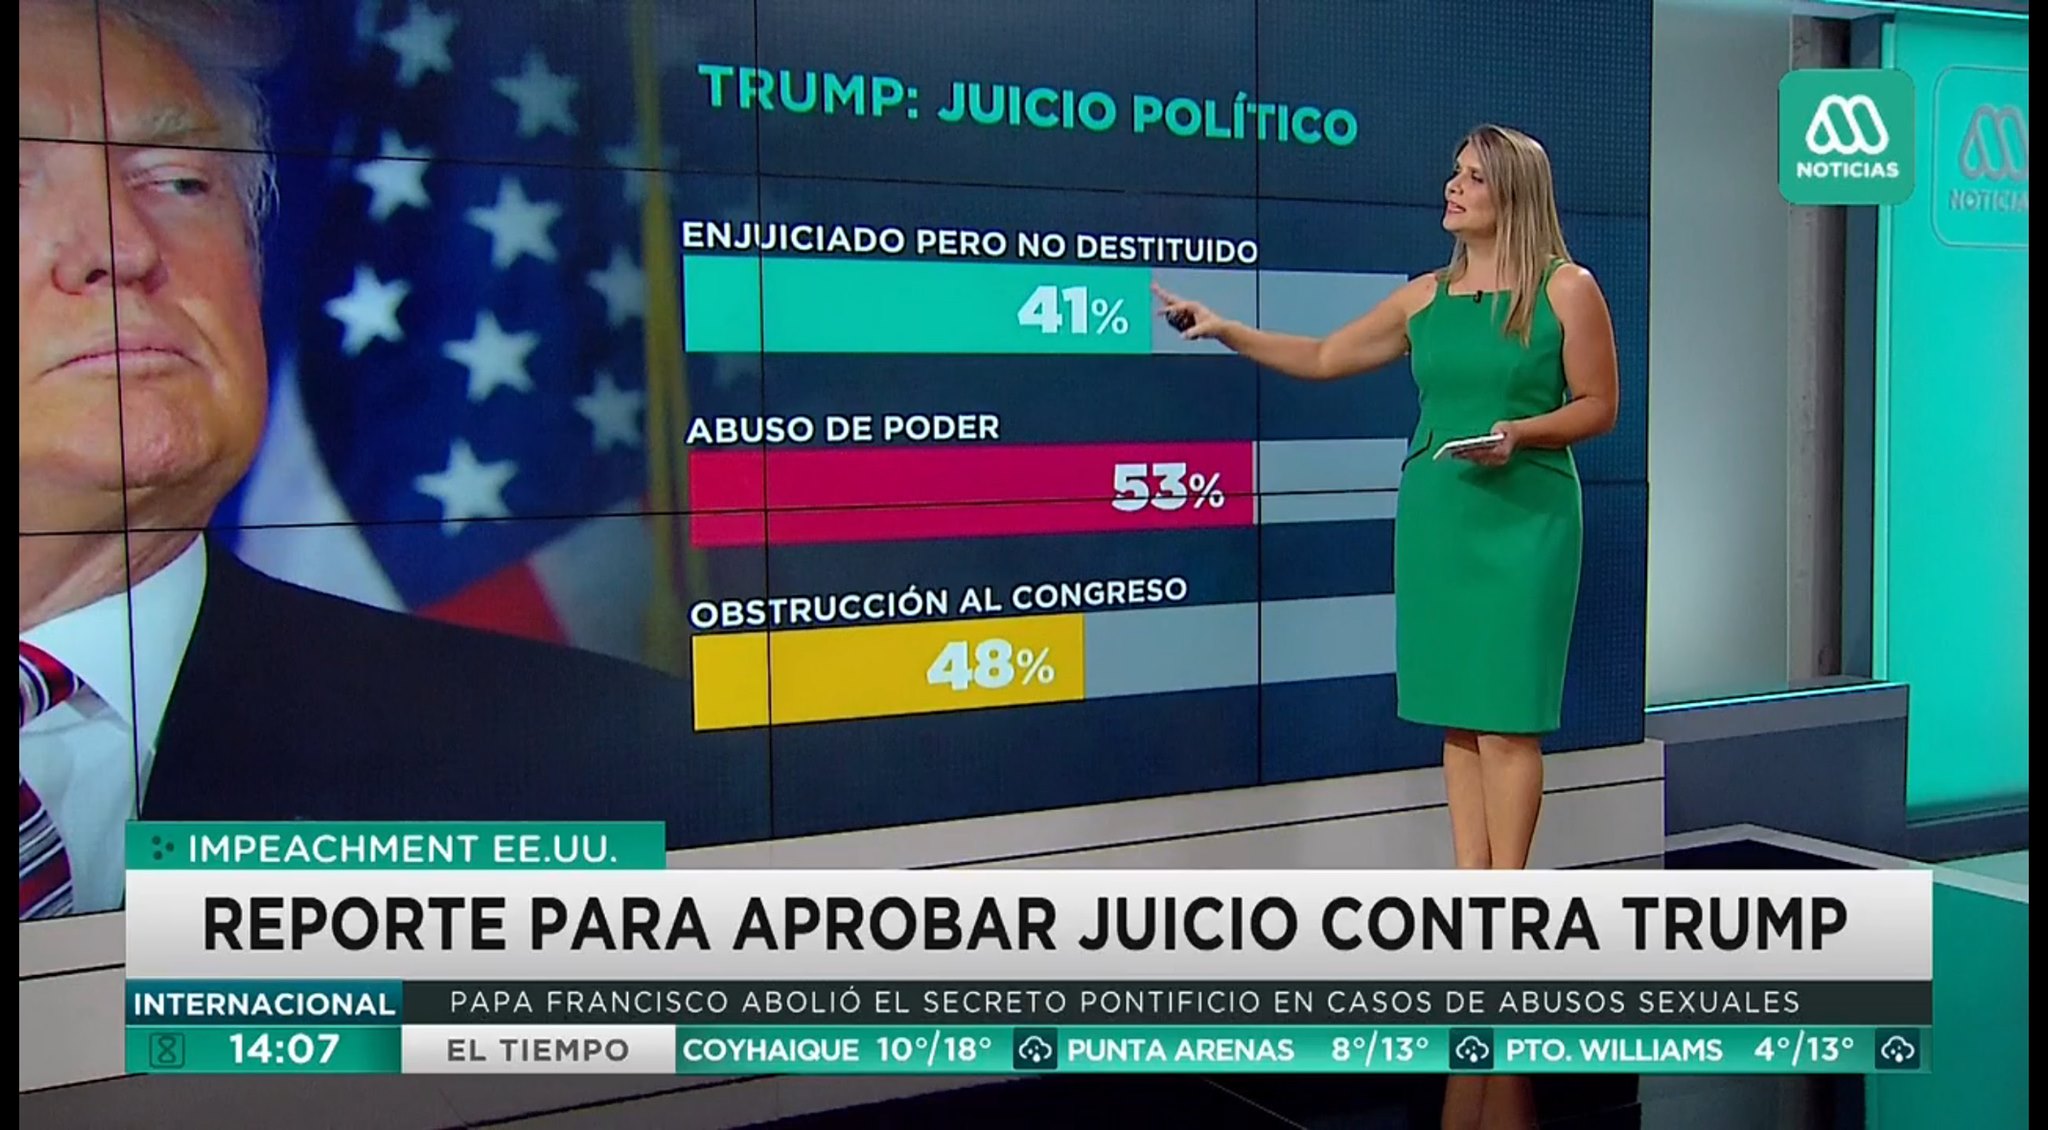 TRUMP: JUICIO POLÍTICO
ENJUICIADO PERO NO DESTITUIDO
41%
ABUSO DE PODER
53%
OBSTRUCCIÓN AL CONGRESO
48%
NOTICIAS
NOTICIA
IMPEACHMENT EE.UU.
REPORTE PARA APROBAR JUICIO CONTRA TRUMP
INTERNACIONAL PAPA FRANCISCO ABOLIÓ EL SECRETO PONTIFICIO EN CASOS DE ABUSOS SEXUALES
14:07 EL TIEMPO COYHAIQUE 10°/18° PUNTA ARENAS 8°/13° PTO. WILLIAMS 4°/13°